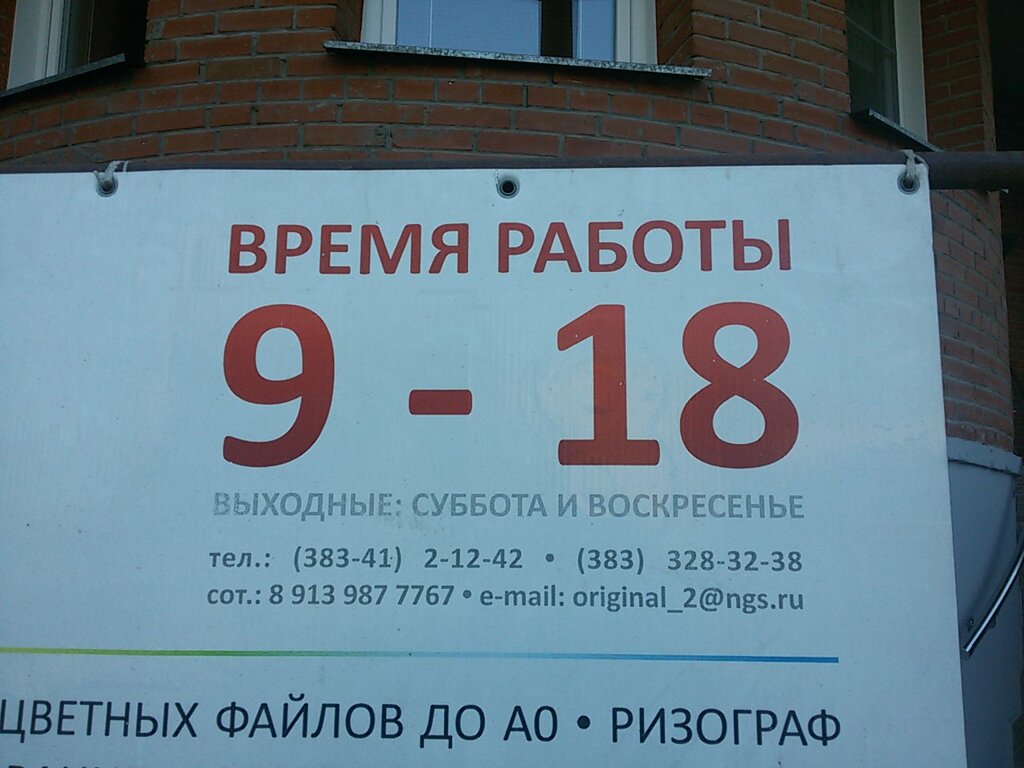 ВРЕМЯ РАБОТЫ
9 - 18
ВЫХОДНЫЕ: СУББОТА И ВОСКРЕСЕНЬЕ
тел.: (383-41) 2-12-42 • (383) 328-32-38
сот.: 8 913 987 7767 • e-mail: original_2@ngs.ru
ЦВЕТНЫХ ФАЙЛОВ ДО А0 • РИЗОГРАФ